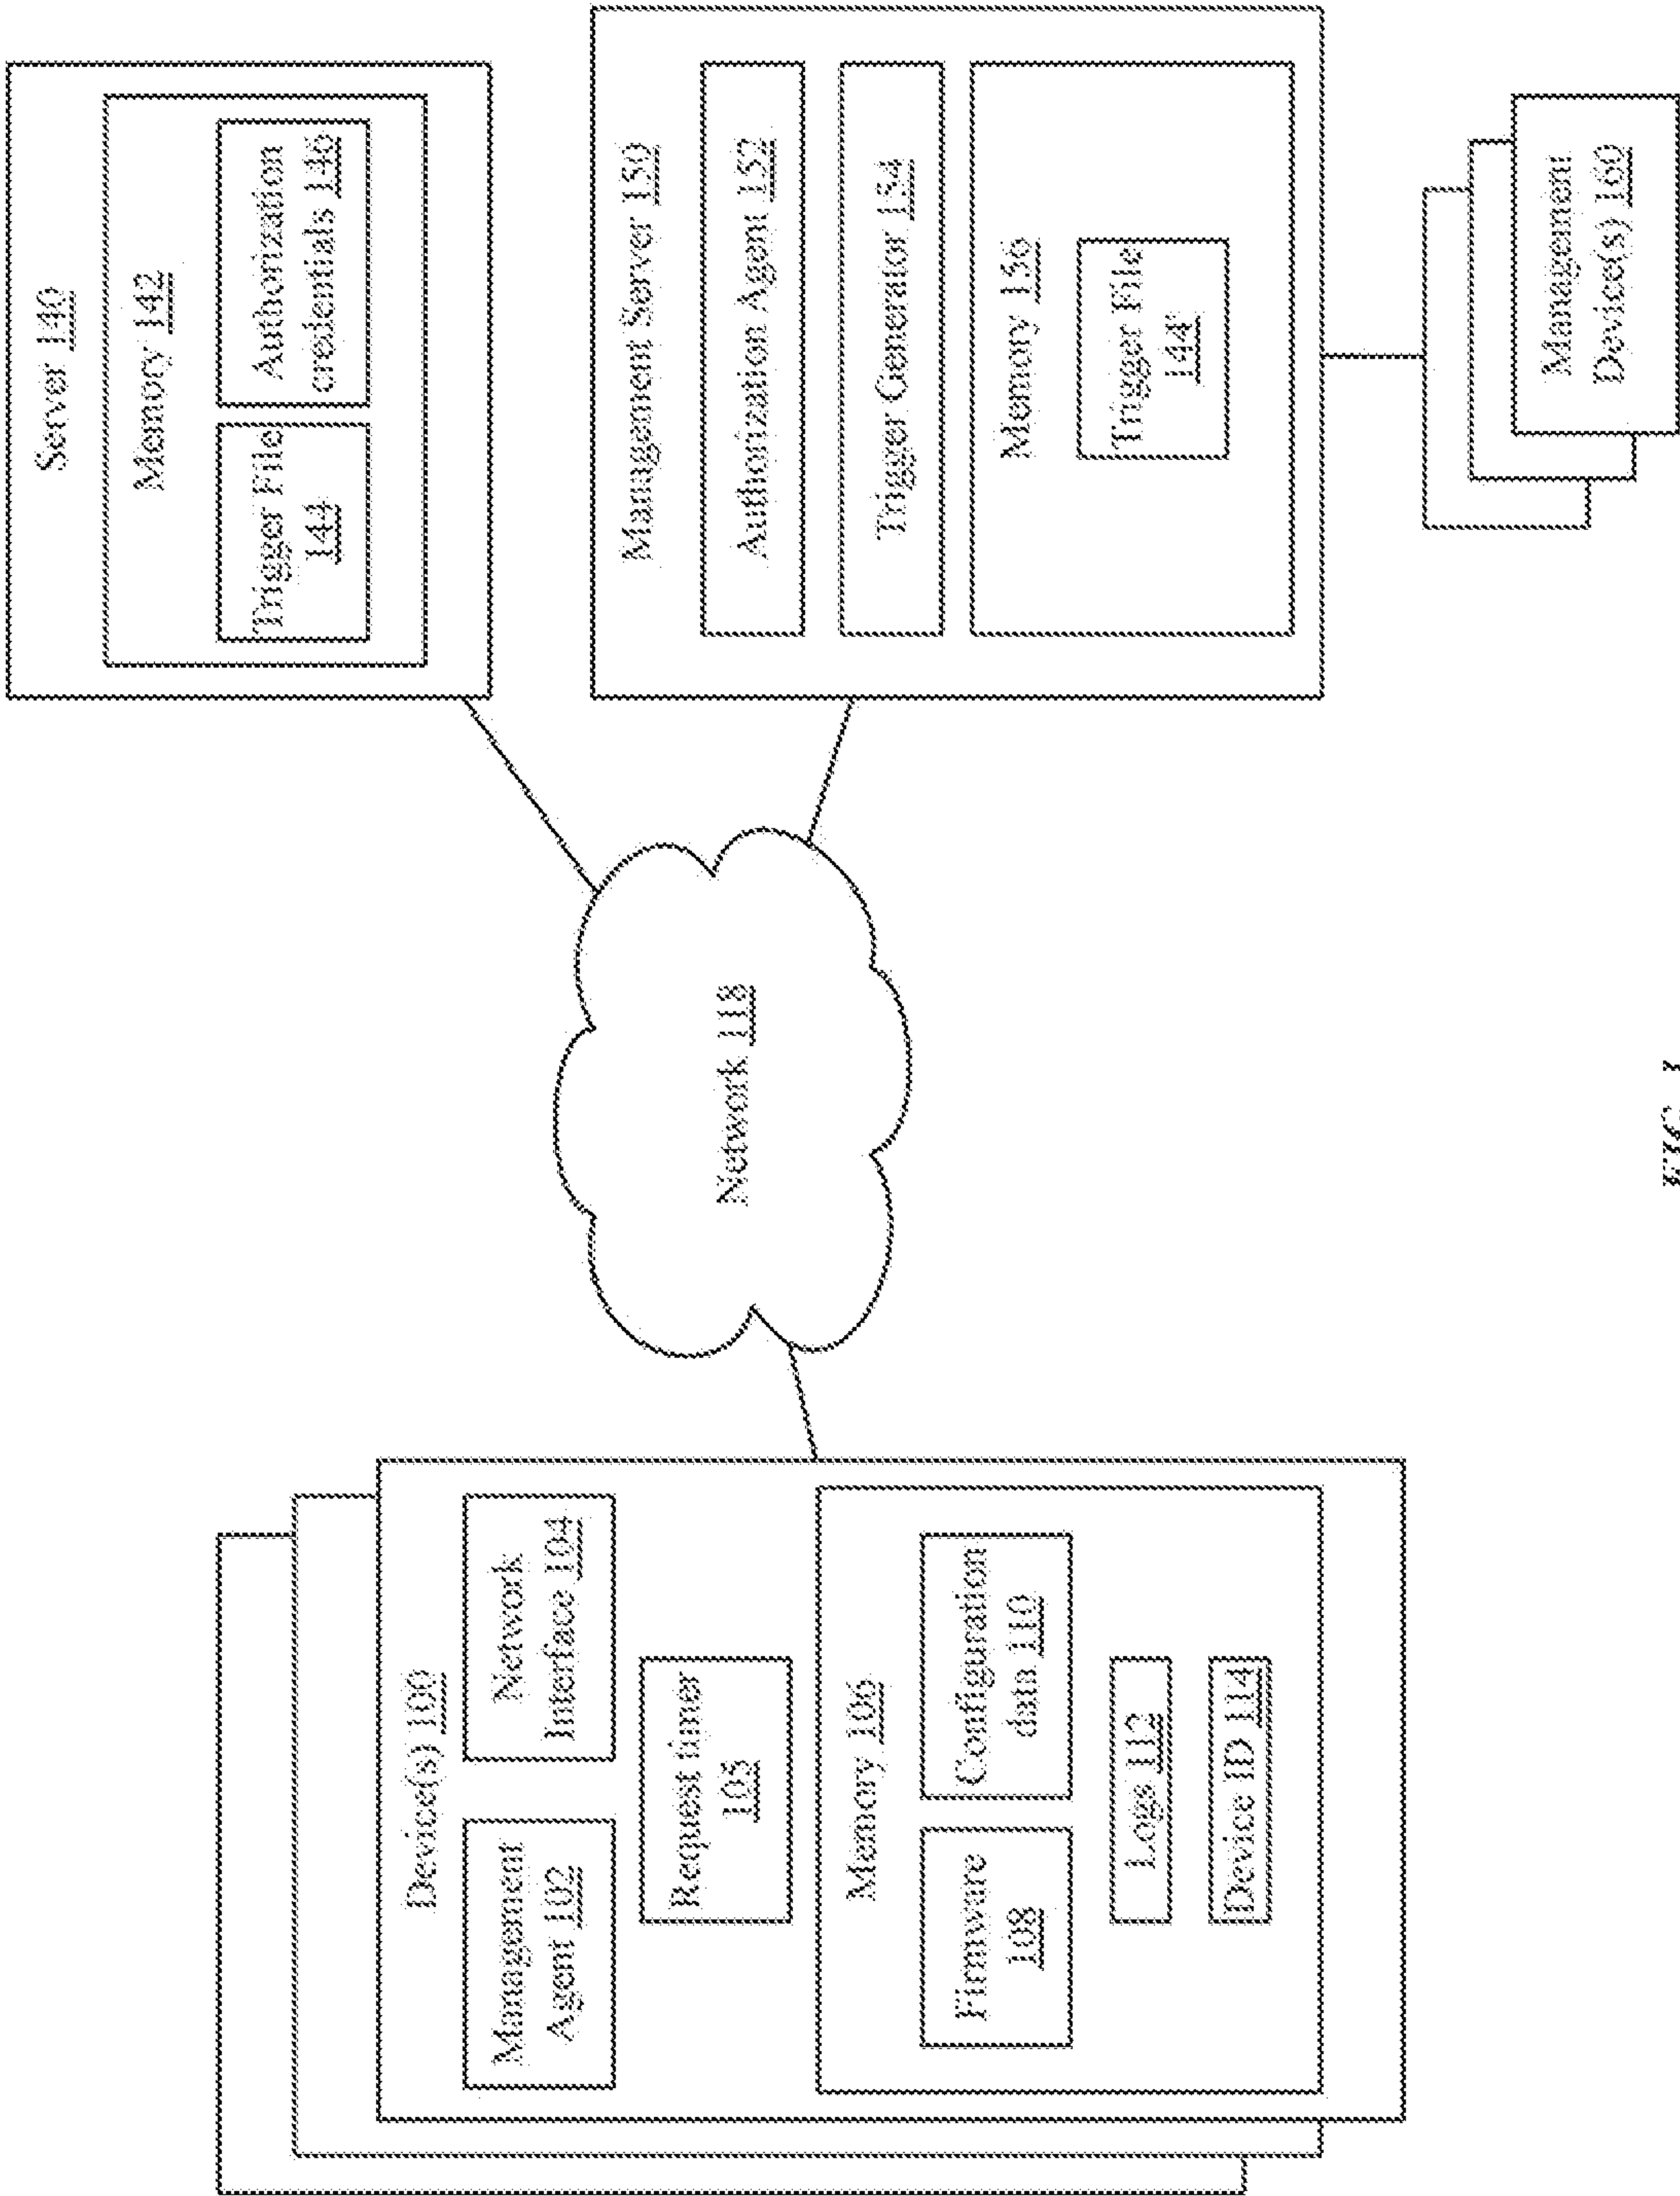 Device(s) 100
Management
Agent 102
Network
Interface 104
Request timer
105
Memory 106
Firmware
108
Configuration
data 110
Logs 112
Device ID 114
Network 118
Server 140
Memory 142
Trigger File
144
Authorization
credentials 146
Management Server 150
Authorization Agent 152
Trigger Generator 154
Memory 156
Trigger File
144'
Management
Device(s) 160
FIG. 1